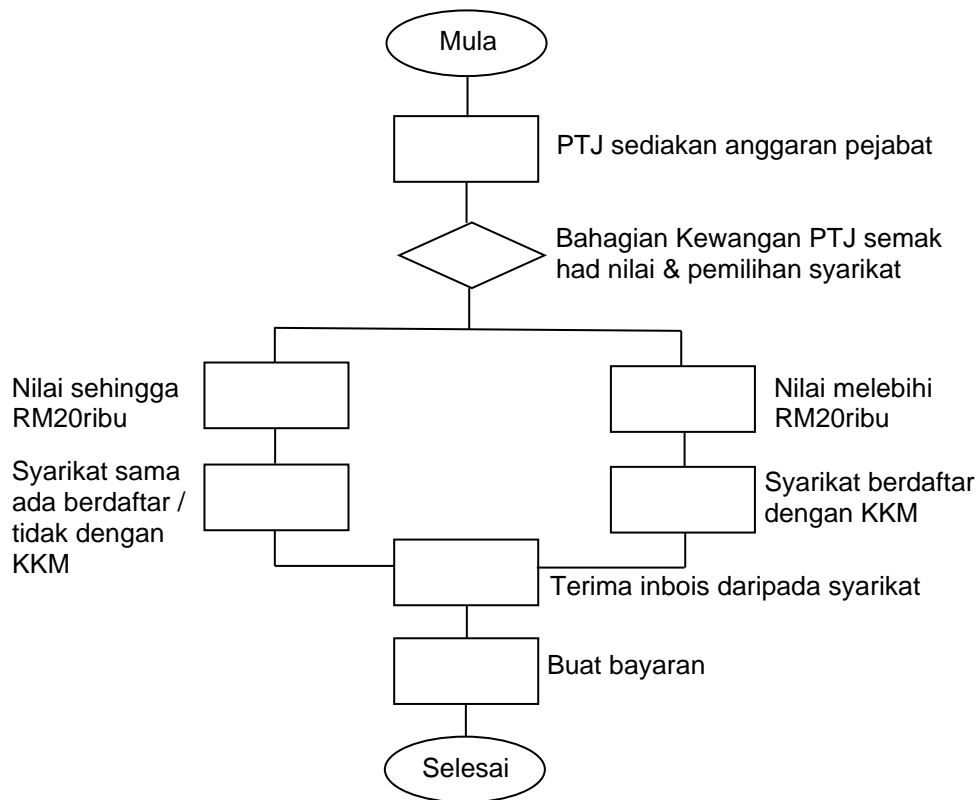 Mula
PTJ sediakan anggaran pejabat
Bahagian Kewangan PTJ semak
had nilai & pemilihan syarikat
Nilai sehingga
RM20ribu
Nilai melebihi
RM20ribu
Syarikat sama
ada berdaftar /
tidak dengan
KKM
Syarikat berdaftar
dengan KKM
Terima inbois daripada syarikat
Buat bayaran
Selesai